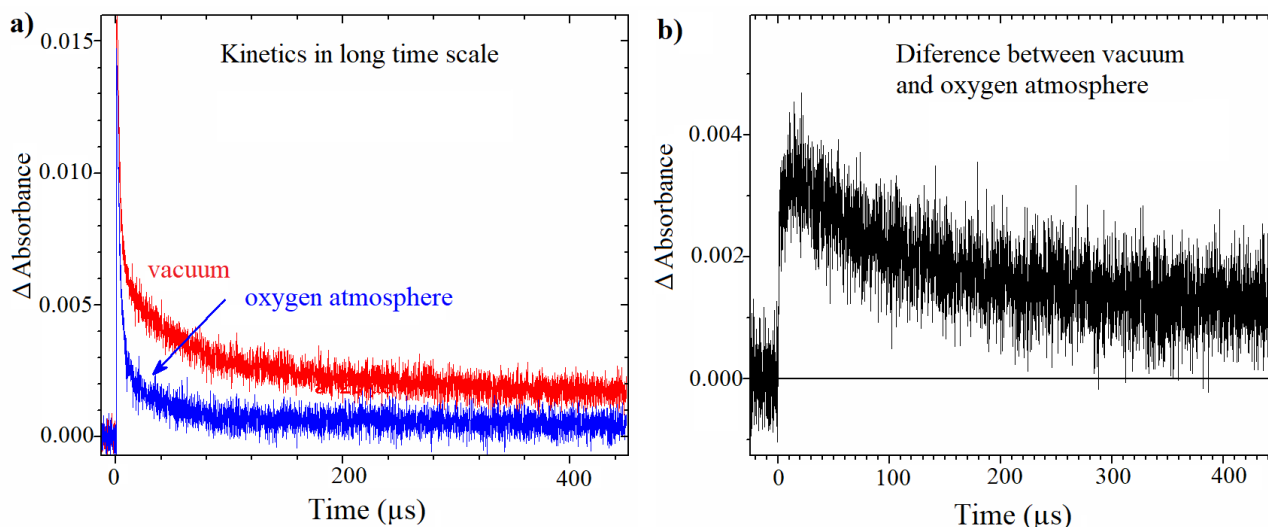 a)
0.015
Kinetics in long time scale
0.010
Δ Absorbance
vacuum
oxygen atmosphere
0.005
0.000
0
200
400
Time (µs)
b)
Diference between vacuum
and oxygen atmosphere
0.004
Δ Absorbance
0.002
0.000
0
100
200
300
400
Time (µs)